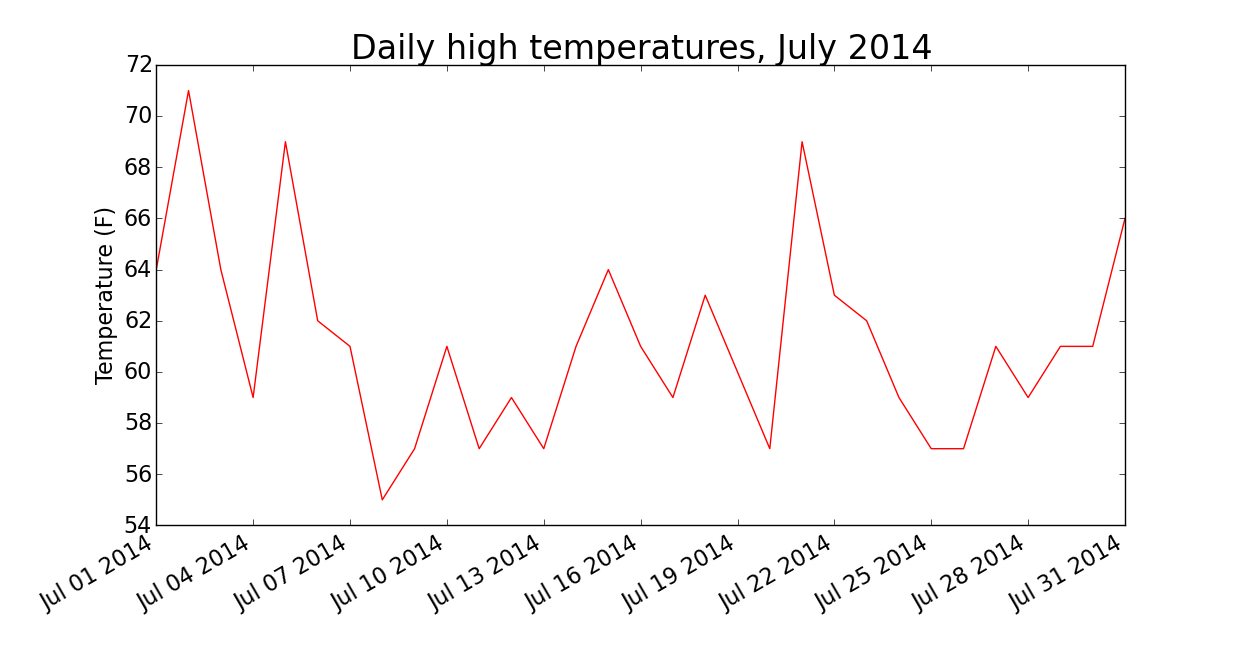 Daily high temperatures, July 2014
Temperature (F)
72
70
68
66
64
62
60
58
56
54
Jul 01 2014
Jul 04 2014
Jul 07 2014
Jul 10 2014
Jul 13 2014
Jul 16 2014
Jul 19 2014
Jul 22 2014
Jul 25 2014
Jul 28 2014
Jul 31 2014